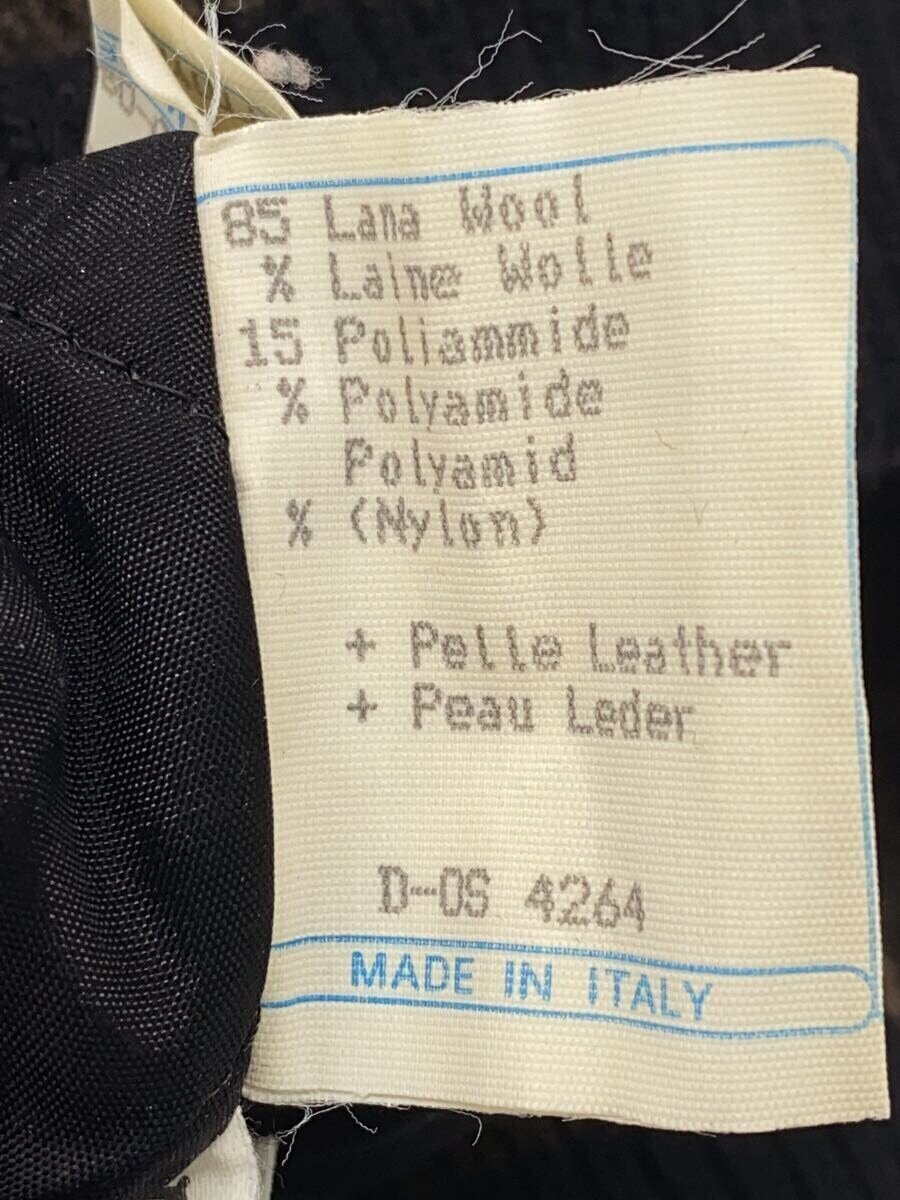 85 Lana Wool
% Laine Wolle
15 Poliammide
% Polyamide
Polyamid
% (Nylon)
+ Pelle Leather
+ Peau Leder
D-OS 4264
MADE IN ITALY